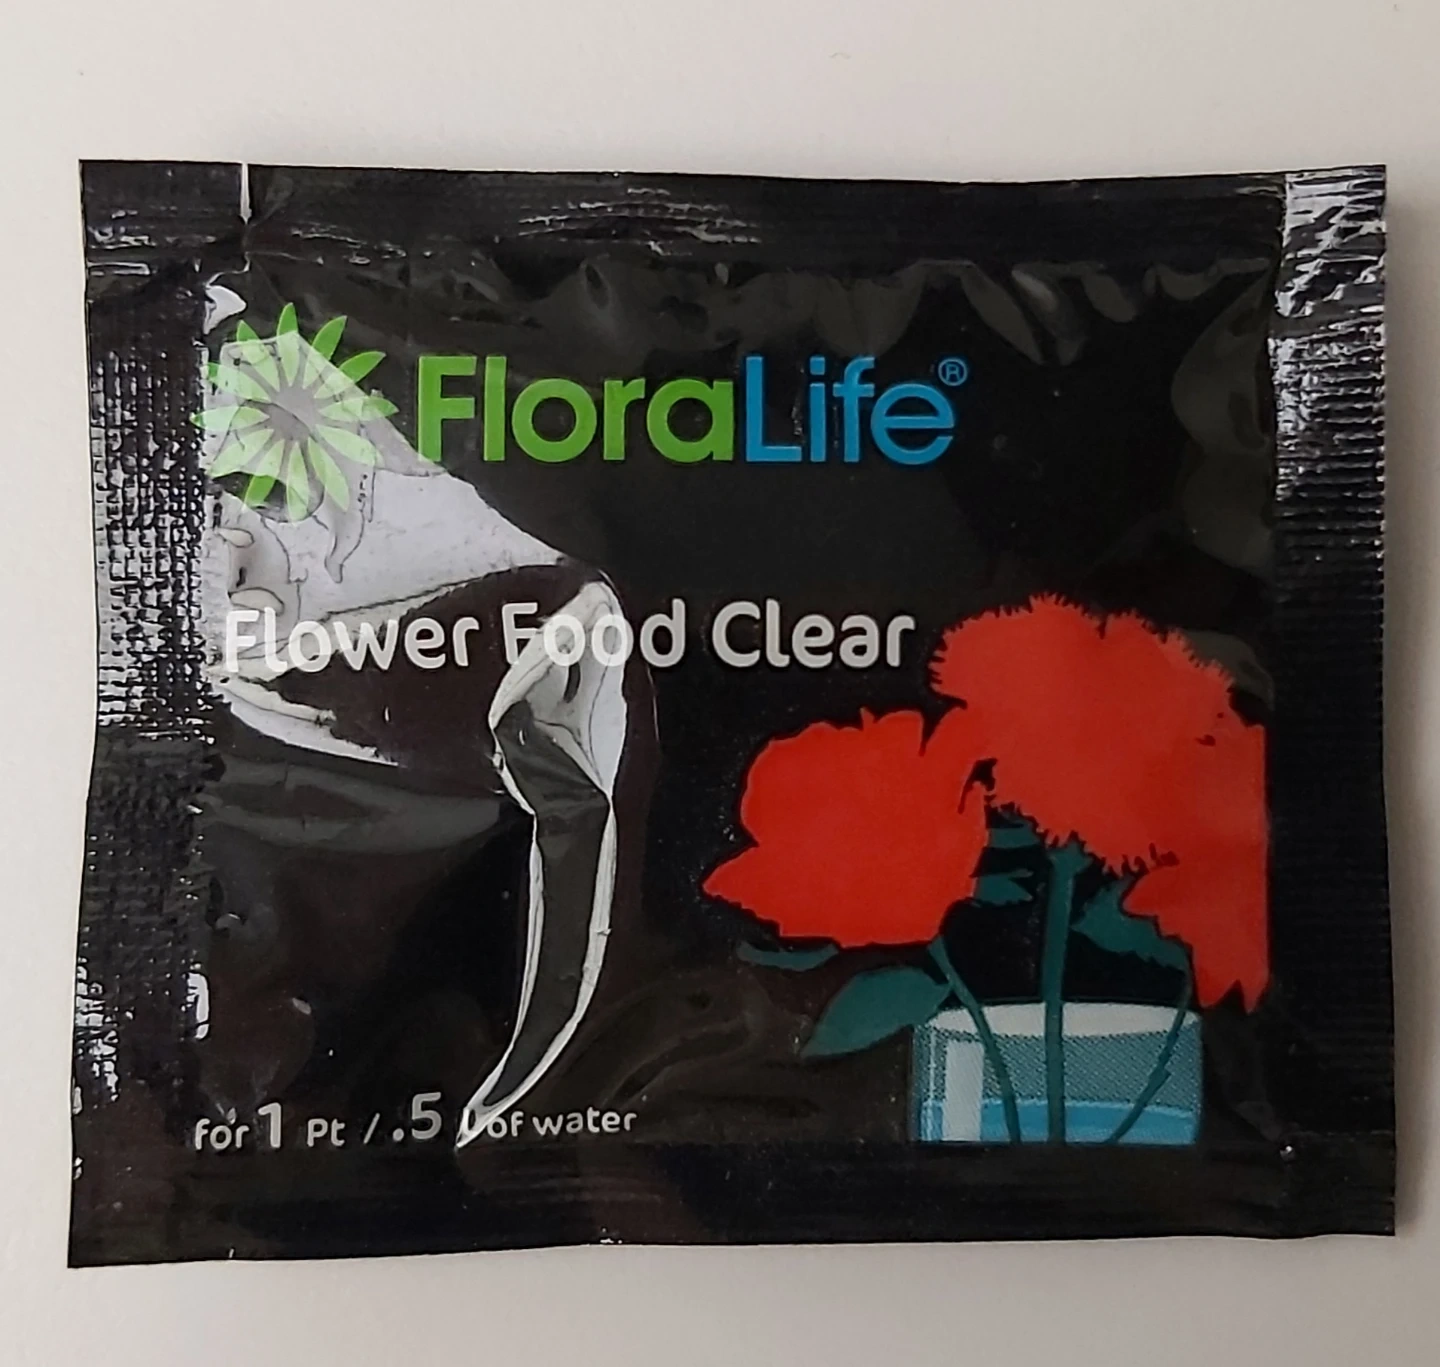 FloraLife®
Flower Food Clear
for 1 Pt / .5 L of water